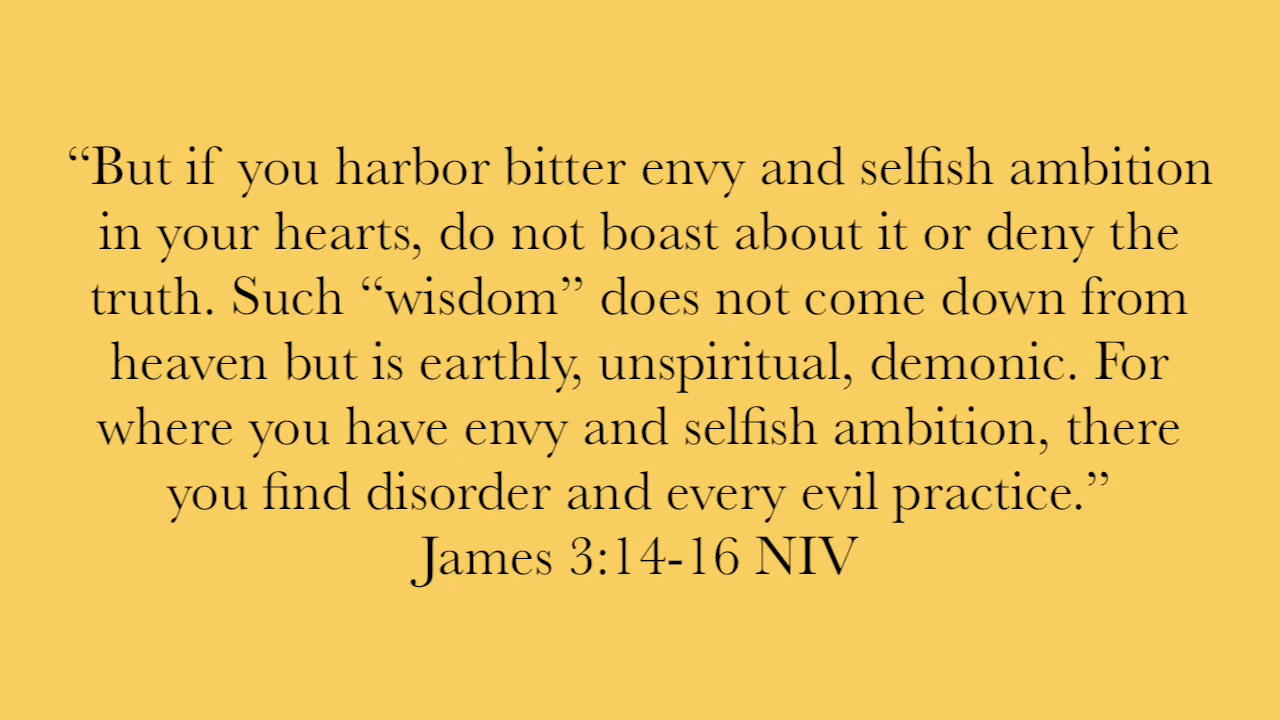 “But if you harbor bitter envy and selfish ambition
in your hearts, do not boast about it or deny the
truth. Such “wisdom” does not come down from
heaven but is earthly, unspiritual, demonic. For
where you have envy and selfish ambition, there
you find disorder and every evil practice.”
James 3:14-16 NIV